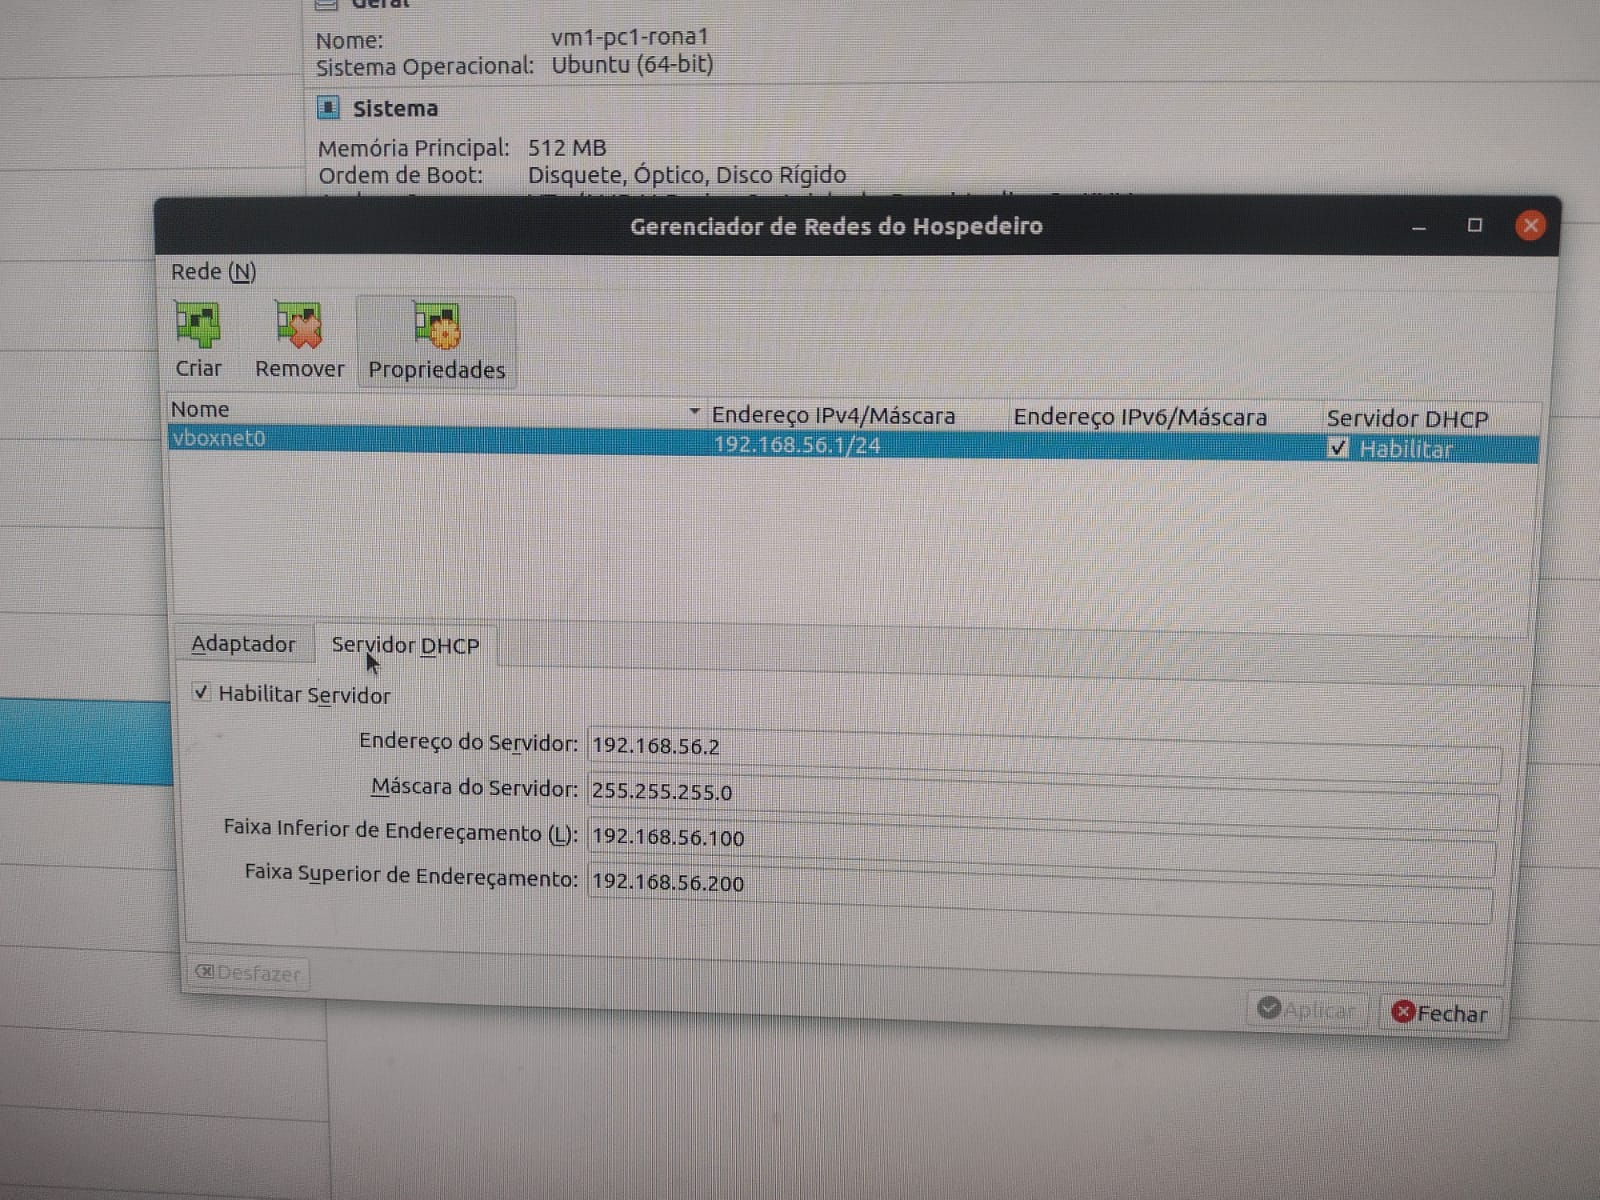 Geral
Nome: vm1-pc1-rona1
Sistema Operacional: Ubuntu (64-bit)
Sistema
Memória Principal: 512 MB
Ordem de Boot: Disquete, Óptico, Disco Rígido
Gerenciador de Redes do Hospedeiro
Rede (N)
Criar Remover Propriedades
Nome Endereço IPv4/Máscara Endereço IPv6/Máscara Servidor DHCP
vboxnet0 192.168.56.1/24 Habilitar
Adaptador Servidor DHCP
Habilitar Servidor
Endereço do Servidor: 192.168.56.2
Máscara do Servidor: 255.255.255.0
Faixa Inferior de Endereçamento (L): 192.168.56.100
Faixa Superior de Endereçamento: 192.168.56.200
Desfazer Aplicar Fechar